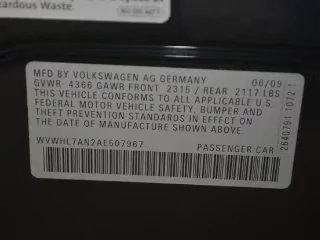 ardous Waste.
MFD BY VOLKSWAGEN AG GERMANY 06/09
GVWR 4366 GAWR FRONT 2315 / REAR 2117 LBS
THIS VEHICLE CONFORMS TO ALL APPLICABLE U.S.
FEDERAL MOTOR VEHICLE SAFETY, BUMPER AND
THEFT PREVENTION STANDARDS IN EFFECT ON
THE DATE OF MANUFACTURE SHOWN ABOVE
WVWHL7AN2AE507967 PASSENGER CAR
2640791 1072 1